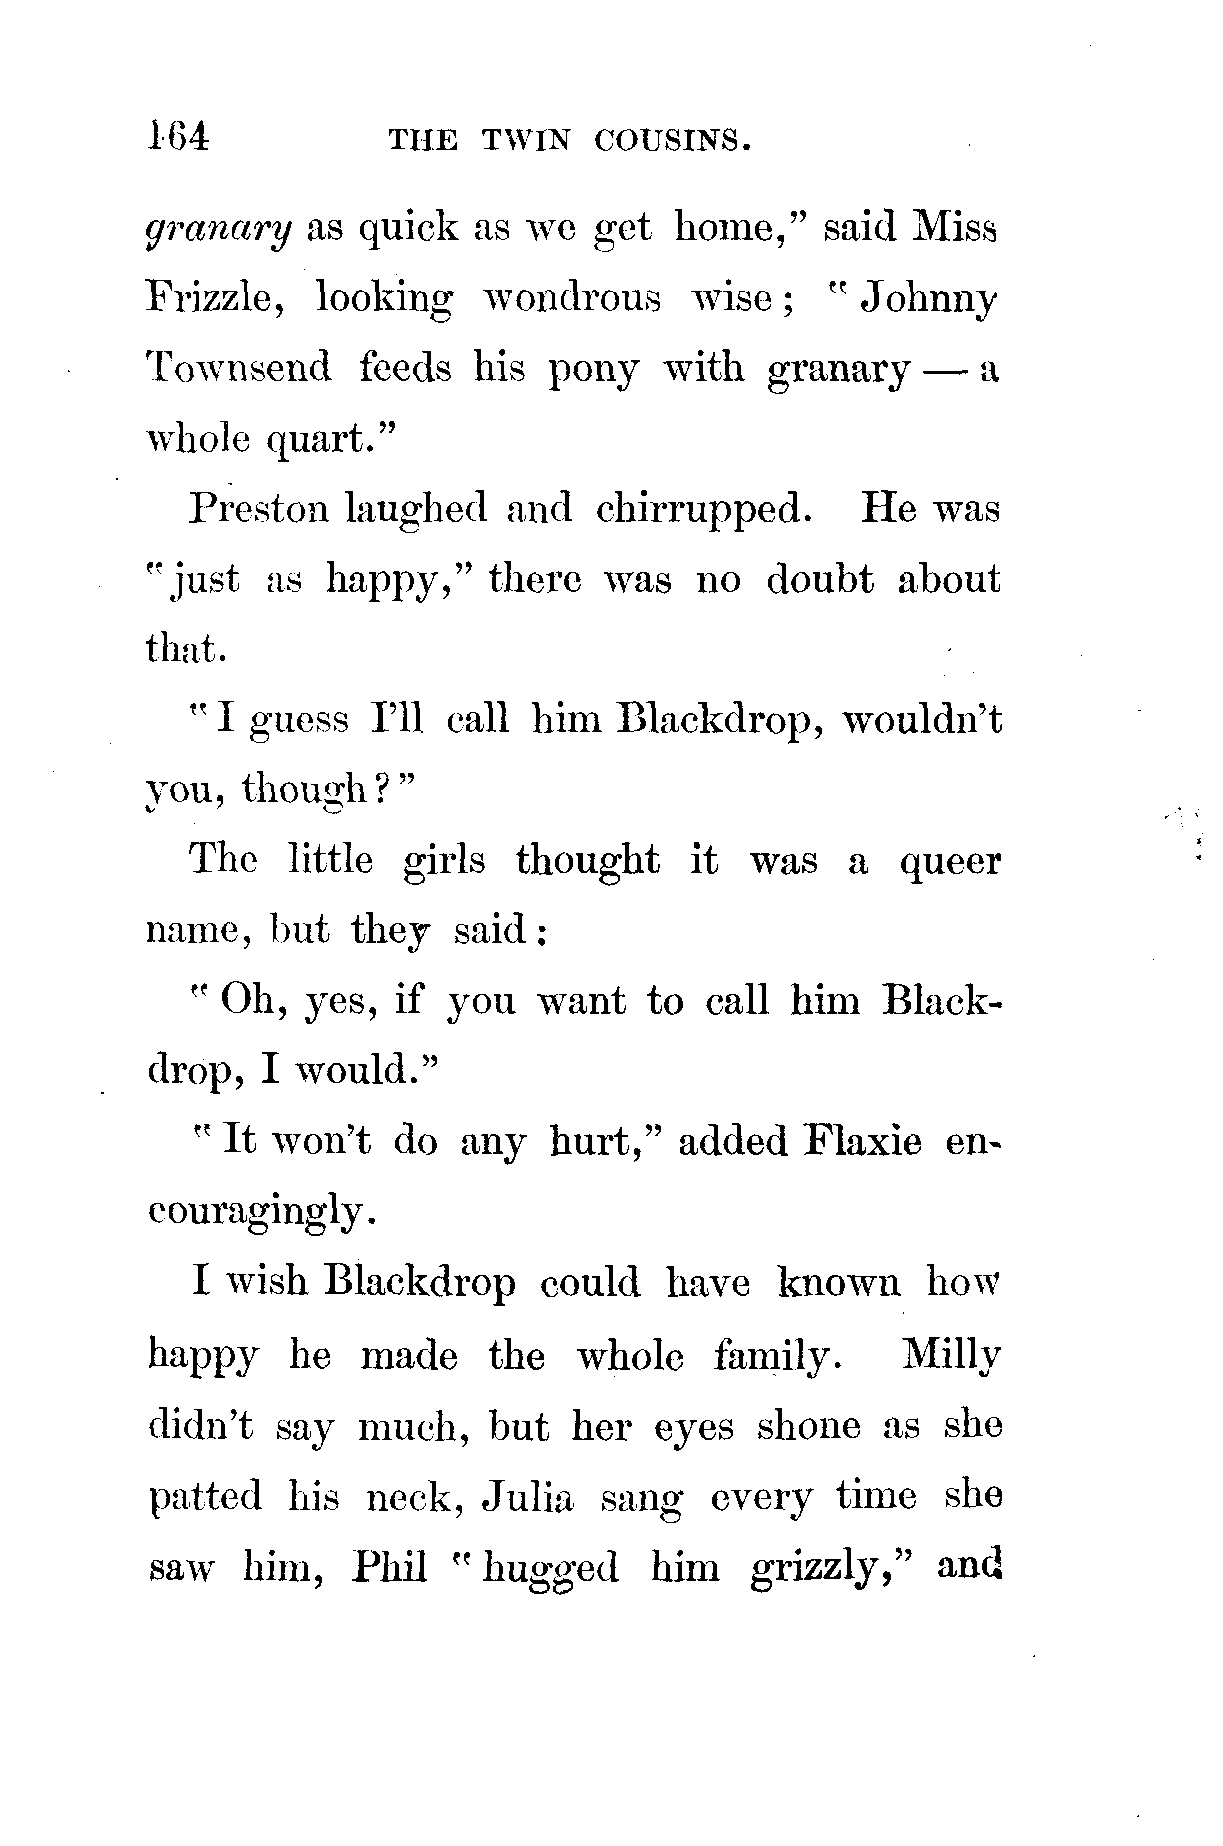 164 THE TWIN COUSINS.
granary as quick as we get home,” said Miss
Frizzle, looking wondrous wise; “Johnny
Townsend feeds his pony with granary — a
whole quart.”
Preston laughed and chirrupped. He was
“just as happy,” there was no doubt about
that.
“I guess I’ll call him Blackdrop, wouldn’t
you, though?”
The little girls thought it was a queer
name, but they said:
“Oh, yes, if you want to call him Black-
drop, I would.”
“It won’t do any hurt,” added Flaxie en-
couragingly.
I wish Blackdrop could have known how
happy he made the whole family. Milly
didn’t say much, but her eyes shone as she
patted his neck, Julia sang every time she
saw him, Phil “hugged him grizzly,” and